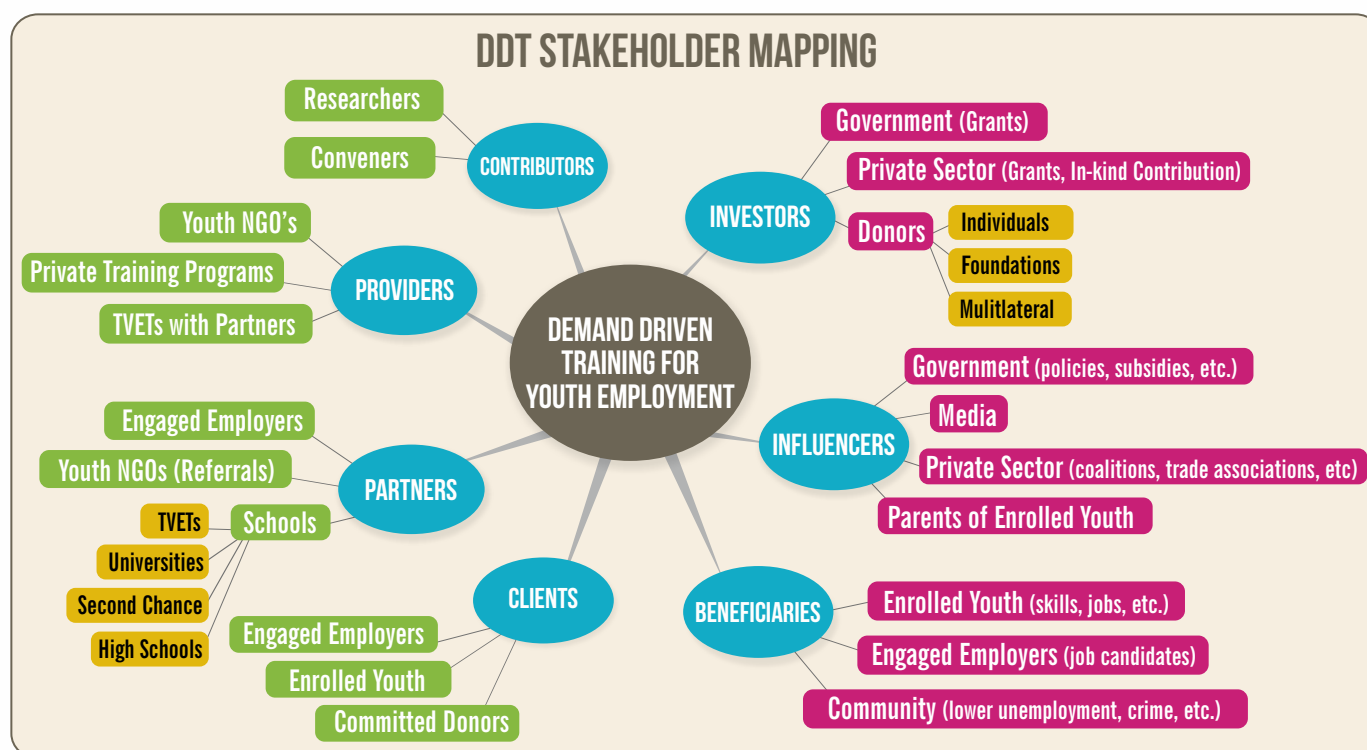 DDT STAKEHOLDER MAPPING
Researchers
Conveners
CONTRIBUTORS
Youth NGO's
Private Training Programs
TVETs with Partners
PROVIDERS
Engaged Employers
Youth NGOs (Referrals)
Schools
TVETs
Universities
Second Chance
High Schools
PARTNERS
CLIENTS
Engaged Employers
Enrolled Youth
Committed Donors
DEMAND DRIVEN
TRAINING FOR
YOUTH EMPLOYMENT
INVESTORS
Government (Grants)
Private Sector (Grants, In-kind Contribution)
Donors
Individuals
Foundations
Mulitlateral
INFLUENCERS
Government (policies, subsidies, etc.)
Media
Private Sector (coalitions, trade associations, etc)
Parents of Enrolled Youth
BENEFICIARIES
Enrolled Youth (skills, jobs, etc.)
Engaged Employers (job candidates)
Community (lower unemployment, crime, etc.)